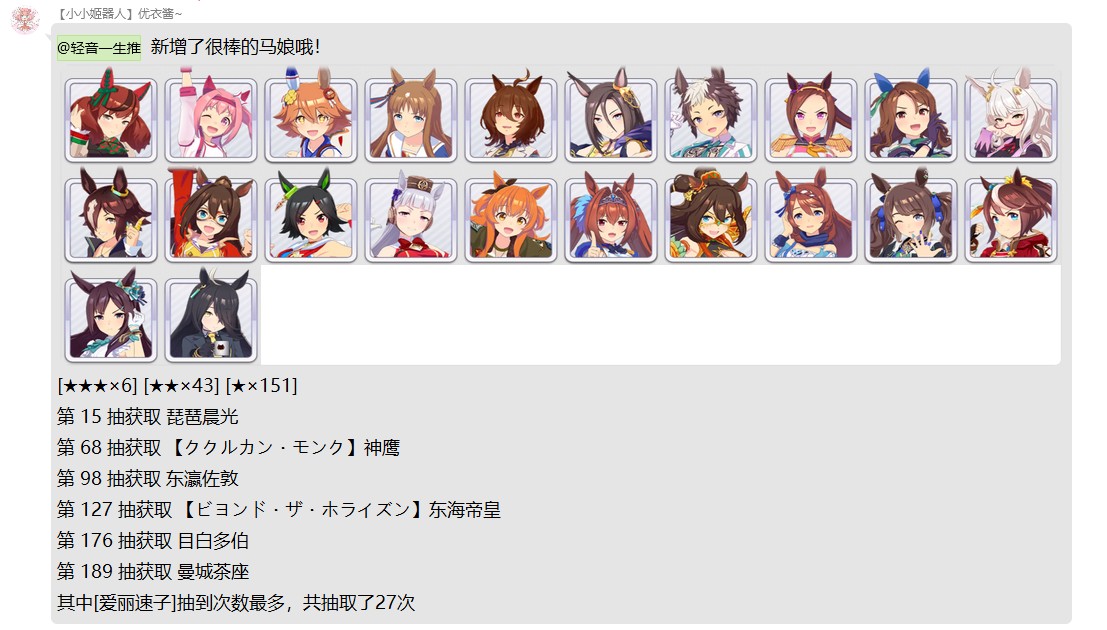 【小小姬器人】优衣酱~
@轻音一生推 新增了很棒的马娘哦!
[★★★×6] [★★×43] [★×151]
第 15 抽获取 琵琶晨光
第 68 抽获取 【ククルカン・モンク】神鹰
第 98 抽获取 东瀛佐敦
第 127 抽获取 【ビヨンド・ザ・ホライズン】东海帝皇
第 176 抽获取 目白多伯
第 189 抽获取 曼城茶座
其中[爱丽速子]抽到次数最多，共抽取了27次